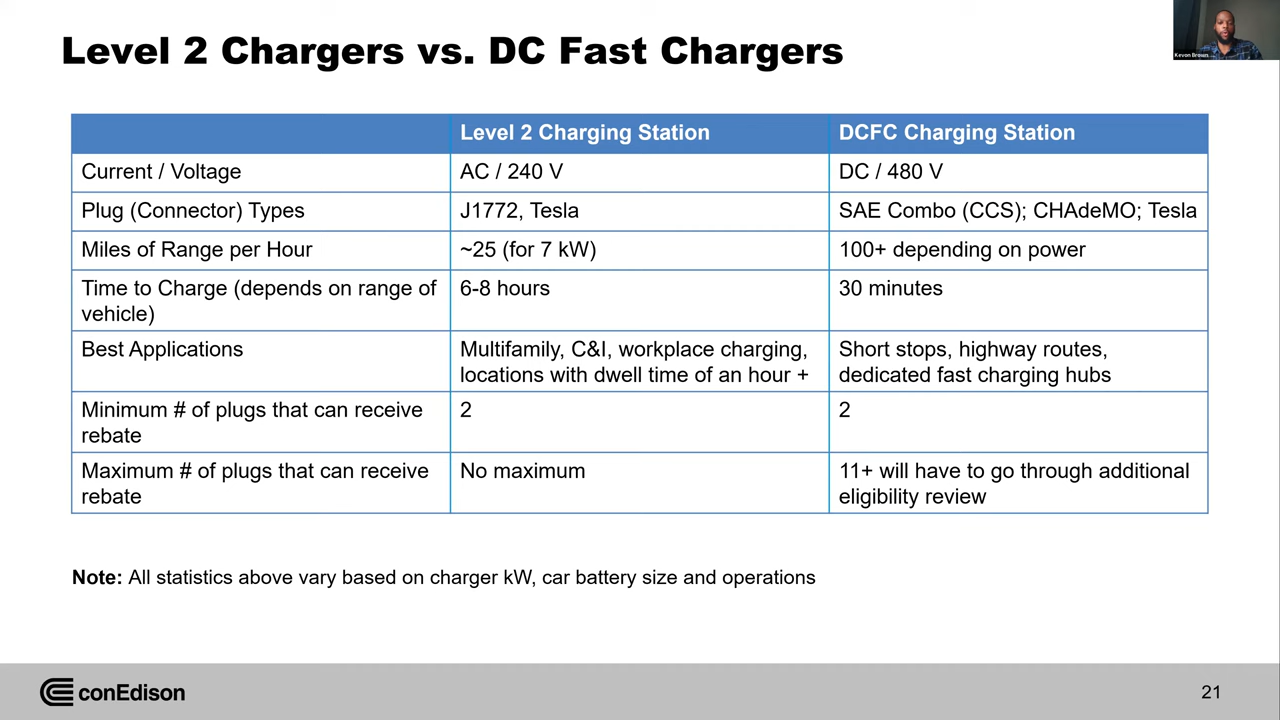 Level 2 Chargers vs. DC Fast Chargers
Kevon Brown
Level 2 Charging Station
DCFC Charging Station
Current / Voltage
AC / 240 V
DC / 480 V
Plug (Connector) Types
J1772, Tesla
SAE Combo (CCS); CHAdeMO; Tesla
Miles of Range per Hour
~25 (for 7 kW)
100+ depending on power
Time to Charge (depends on range of
vehicle)
6-8 hours
30 minutes
Best Applications
Multifamily, C&I, workplace charging,
locations with dwell time of an hour +
Short stops, highway routes,
dedicated fast charging hubs
Minimum # of plugs that can receive
rebate
2
2
Maximum # of plugs that can receive
rebate
No maximum
11+ will have to go through additional
eligibility review
Note: All statistics above vary based on charger kW, car battery size and operations
conEdison
21